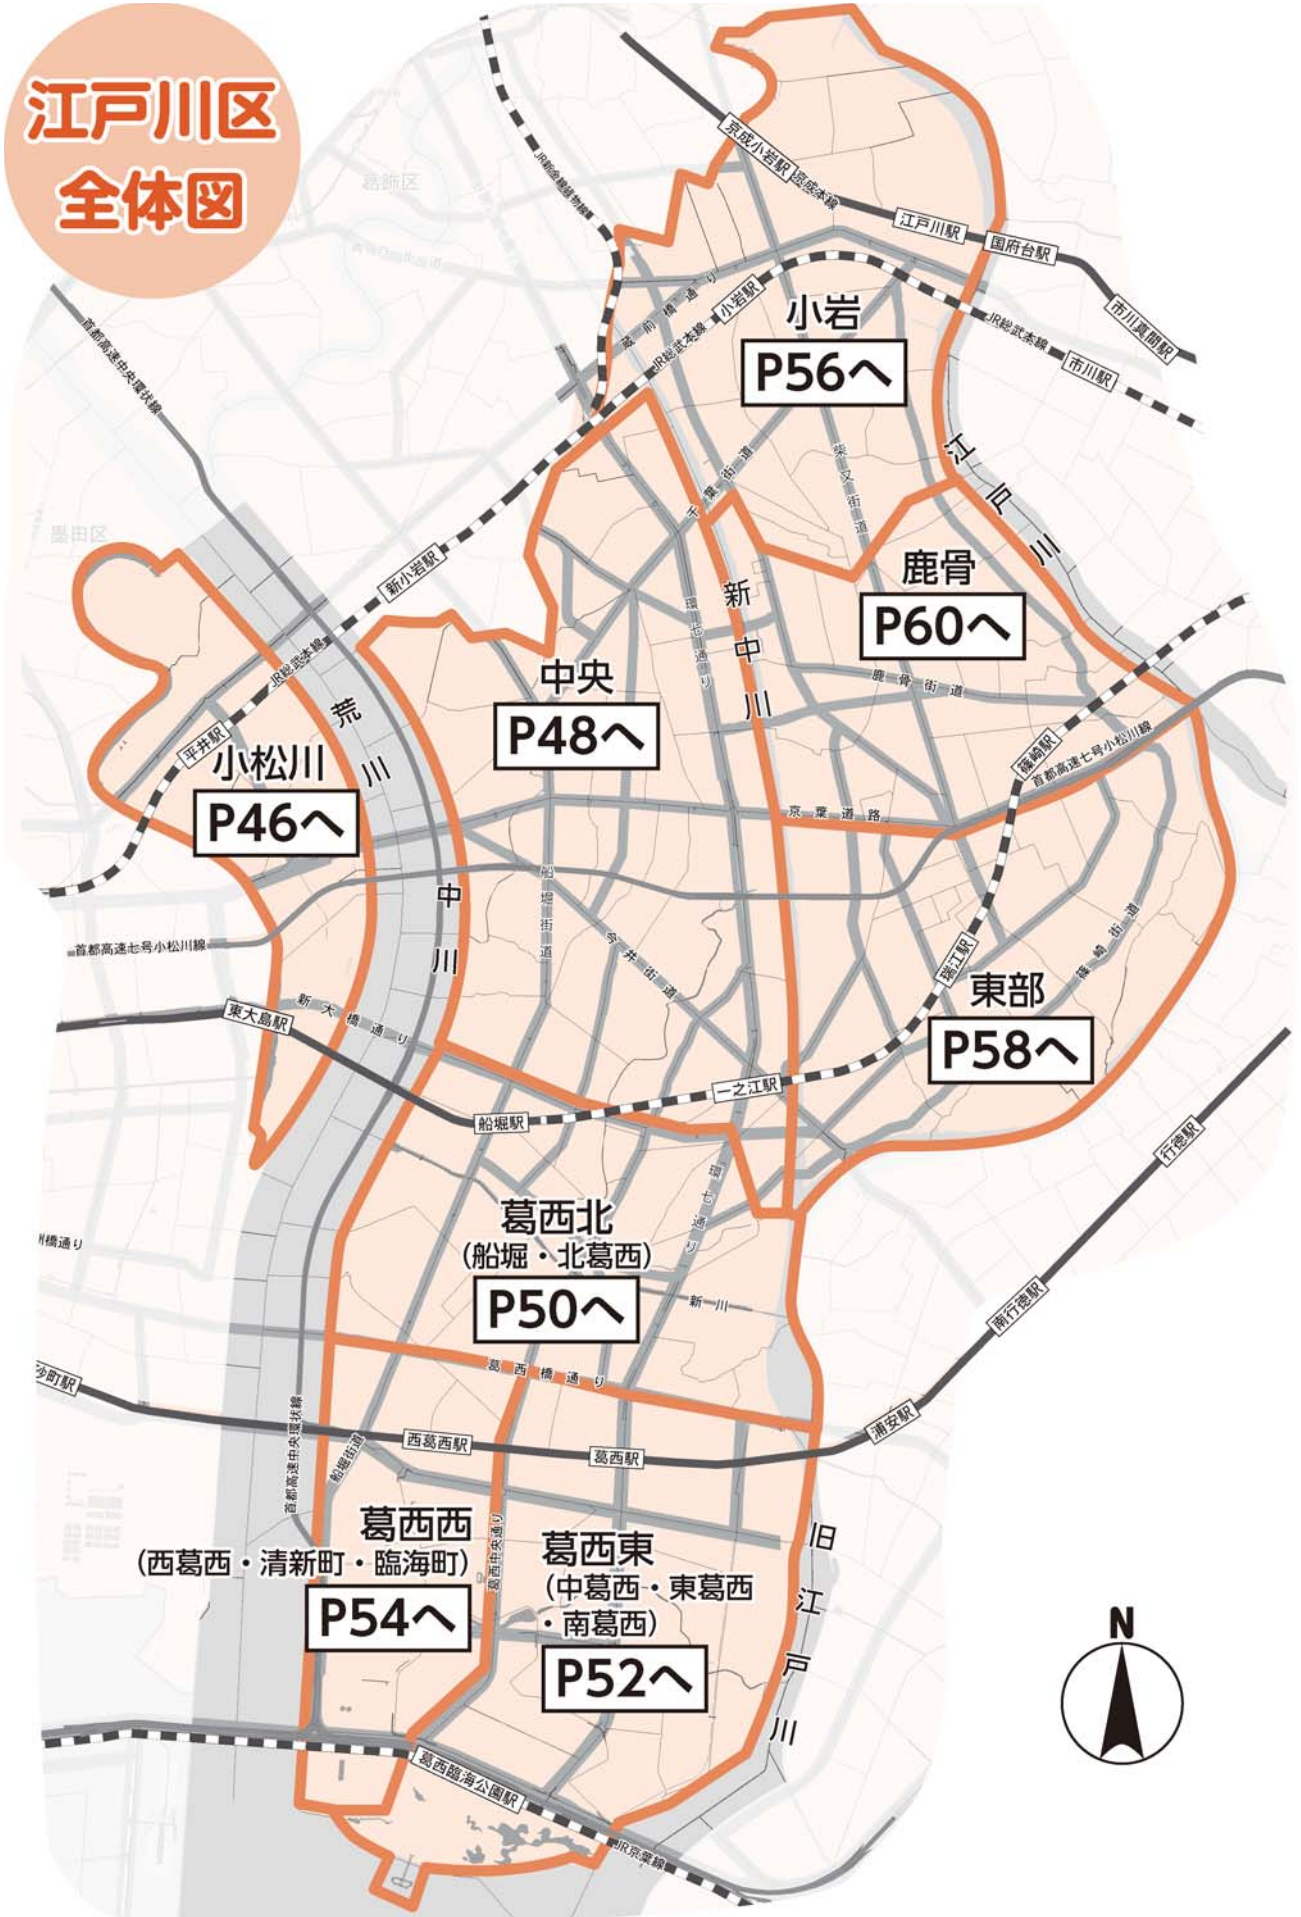 江戸川区
全体図
葛飾区
JR新金線貨物線
京成小岩駅
京成本線
江戸川駅
国府台駅
市川真間駅
蔵前橋通り
小岩駅
JR総武本線
JR総武本線
市川駅
小岩
P56へ
首都高速中央環状線
千葉街道
柴又街道
江戸川
墨田区
新小岩駅
JR総武本線
平井駅
荒川
小松川
P46へ
中央
P48へ
環七通り
新中川
鹿骨
P60へ
鹿骨街道
篠崎駅
首都高速七号小松川線
京葉道路
船堀街道
今井街道
中川
首都高速七号小松川線
瑞江駅
篠崎街道
東部
P58へ
東大島駅
新大橋通り
船堀駅
一之江駅
行徳駅
環七通り
葛西北
(船堀・北葛西)
P50へ
新川
州橋通り
南行徳駅
葛西橋通り
砂町駅
浦安駅
首都高速中央環状線
船堀街道
西葛西駅
葛西駅
葛西中央通り
葛西西
(西葛西・清新町・臨海町)
P54へ
葛西東
(中葛西・東葛西
・南葛西)
P52へ
旧江戸川
N
葛西臨海公園駅
JR京葉線